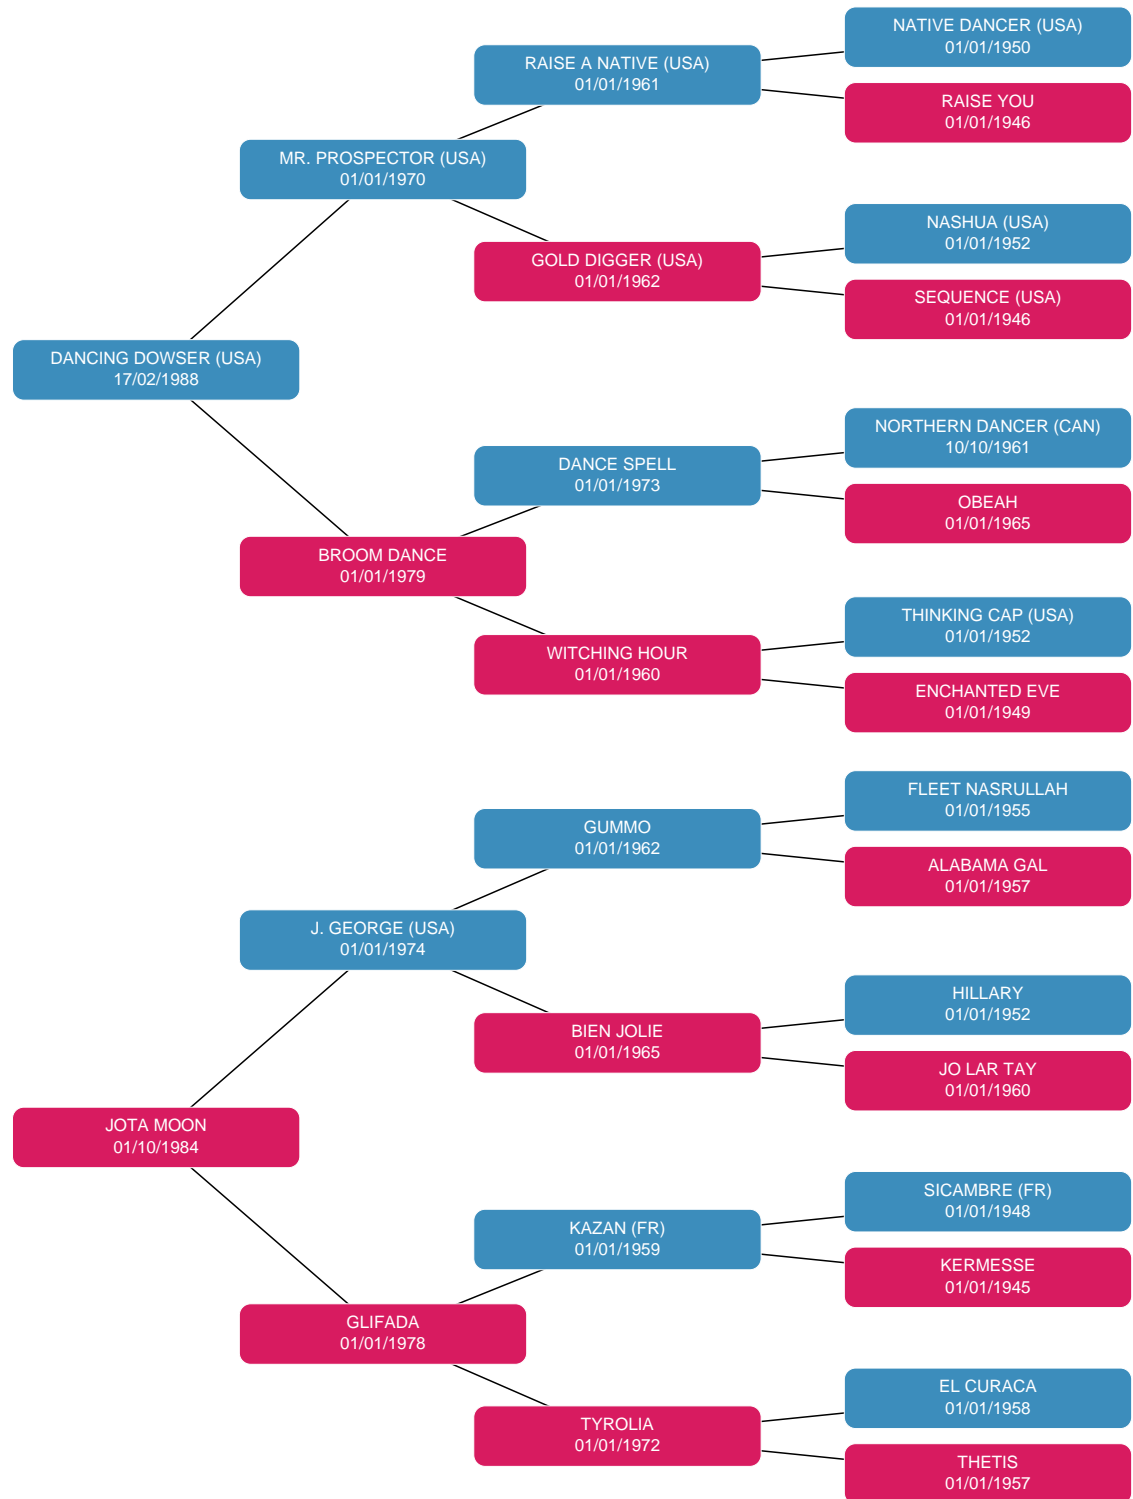 NATIVE DANCER (USA)
01/01/1950
RAISE A NATIVE (USA)
01/01/1961
RAISE YOU
01/01/1946
MR. PROSPECTOR (USA)
01/01/1970
NASHUA (USA)
01/01/1952
GOLD DIGGER (USA)
01/01/1962
SEQUENCE (USA)
01/01/1946
DANCING DOWSER (USA)
17/02/1988
NORTHERN DANCER (CAN)
10/10/1961
DANCE SPELL
01/01/1973
OBEAH
01/01/1965
BROOM DANCE
01/01/1979
THINKING CAP (USA)
01/01/1952
WITCHING HOUR
01/01/1960
ENCHANTED EVE
01/01/1949
FLEET NASRULLAH
01/01/1955
GUMMO
01/01/1962
ALABAMA GAL
01/01/1957
J. GEORGE (USA)
01/01/1974
HILLARY
01/01/1952
BIEN JOLIE
01/01/1965
JO LAR TAY
01/01/1960
JOTA MOON
01/10/1984
SICAMBRE (FR)
01/01/1948
KAZAN (FR)
01/01/1959
KERMESSE
01/01/1945
GLIFADA
01/01/1978
EL CURACA
01/01/1958
TYROLIA
01/01/1972
THETIS
01/01/1957